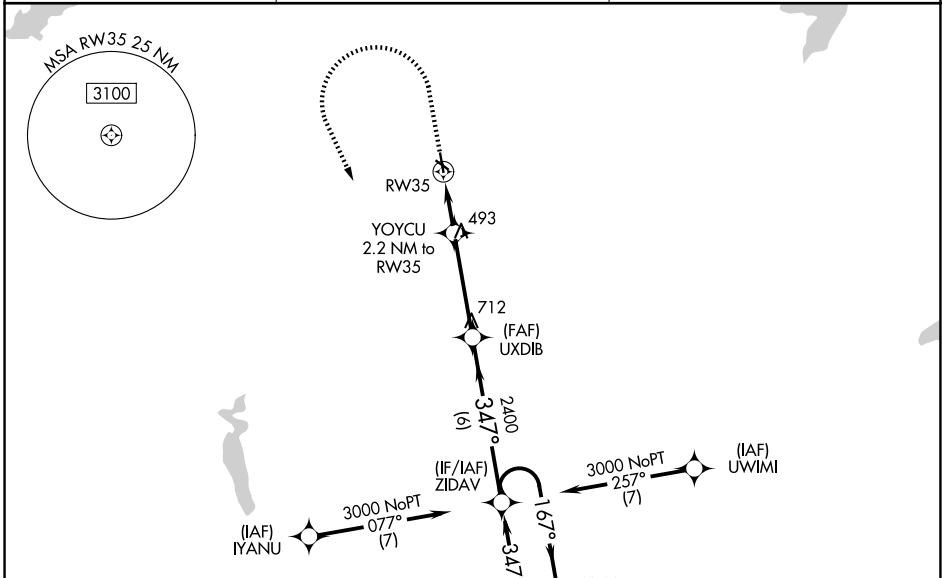 MSA RW35 25 NM
3100
RW35
YOYCU
2.2 NM to
RW35
493
712
(FAF)
UXDIB
2400
347°
(6)
(IF/IAF)
ZIDAV
3000 NoPT
257°
(7)
(IAF)
UWIMI
3000 NoPT
077°
(7)
(IAF)
IYANU
167°
347